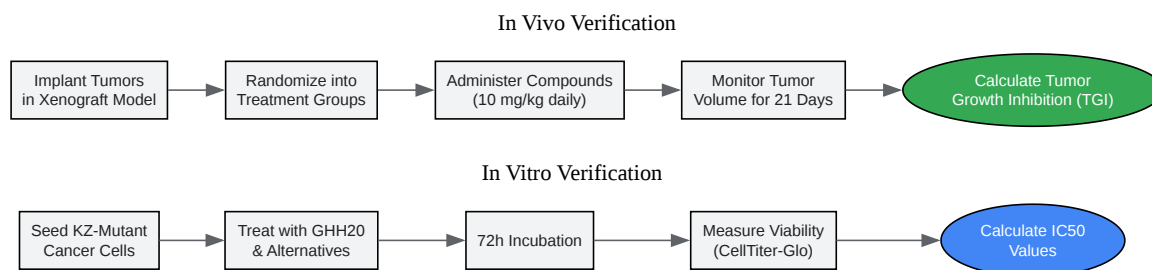 In Vivo Verification
Implant Tumors
in Xenograft Model
Randomize into
Treatment Groups
Administer Compounds
(10 mg/kg daily)
Monitor Tumor
Volume for 21 Days
Calculate Tumor
Growth Inhibition (TGI)
In Vitro Verification
Seed KZ-Mutant
Cancer Cells
Treat with GHH20
& Alternatives
72h Incubation
Measure Viability
(CellTiter-Glo)
Calculate IC50
Values